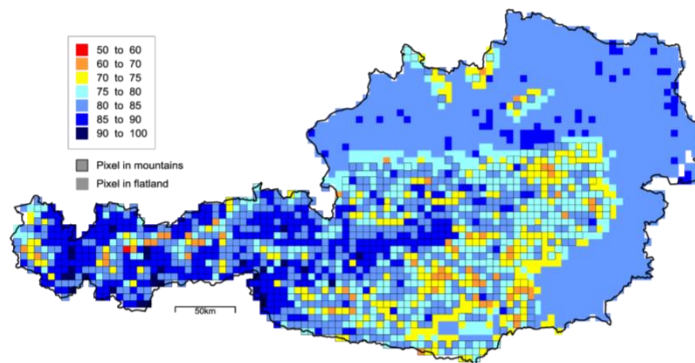 50 to 60
60 to 70
70 to 75
75 to 80
80 to 85
85 to 90
90 to 100
Pixel in mountains
Pixel in flatland
50km